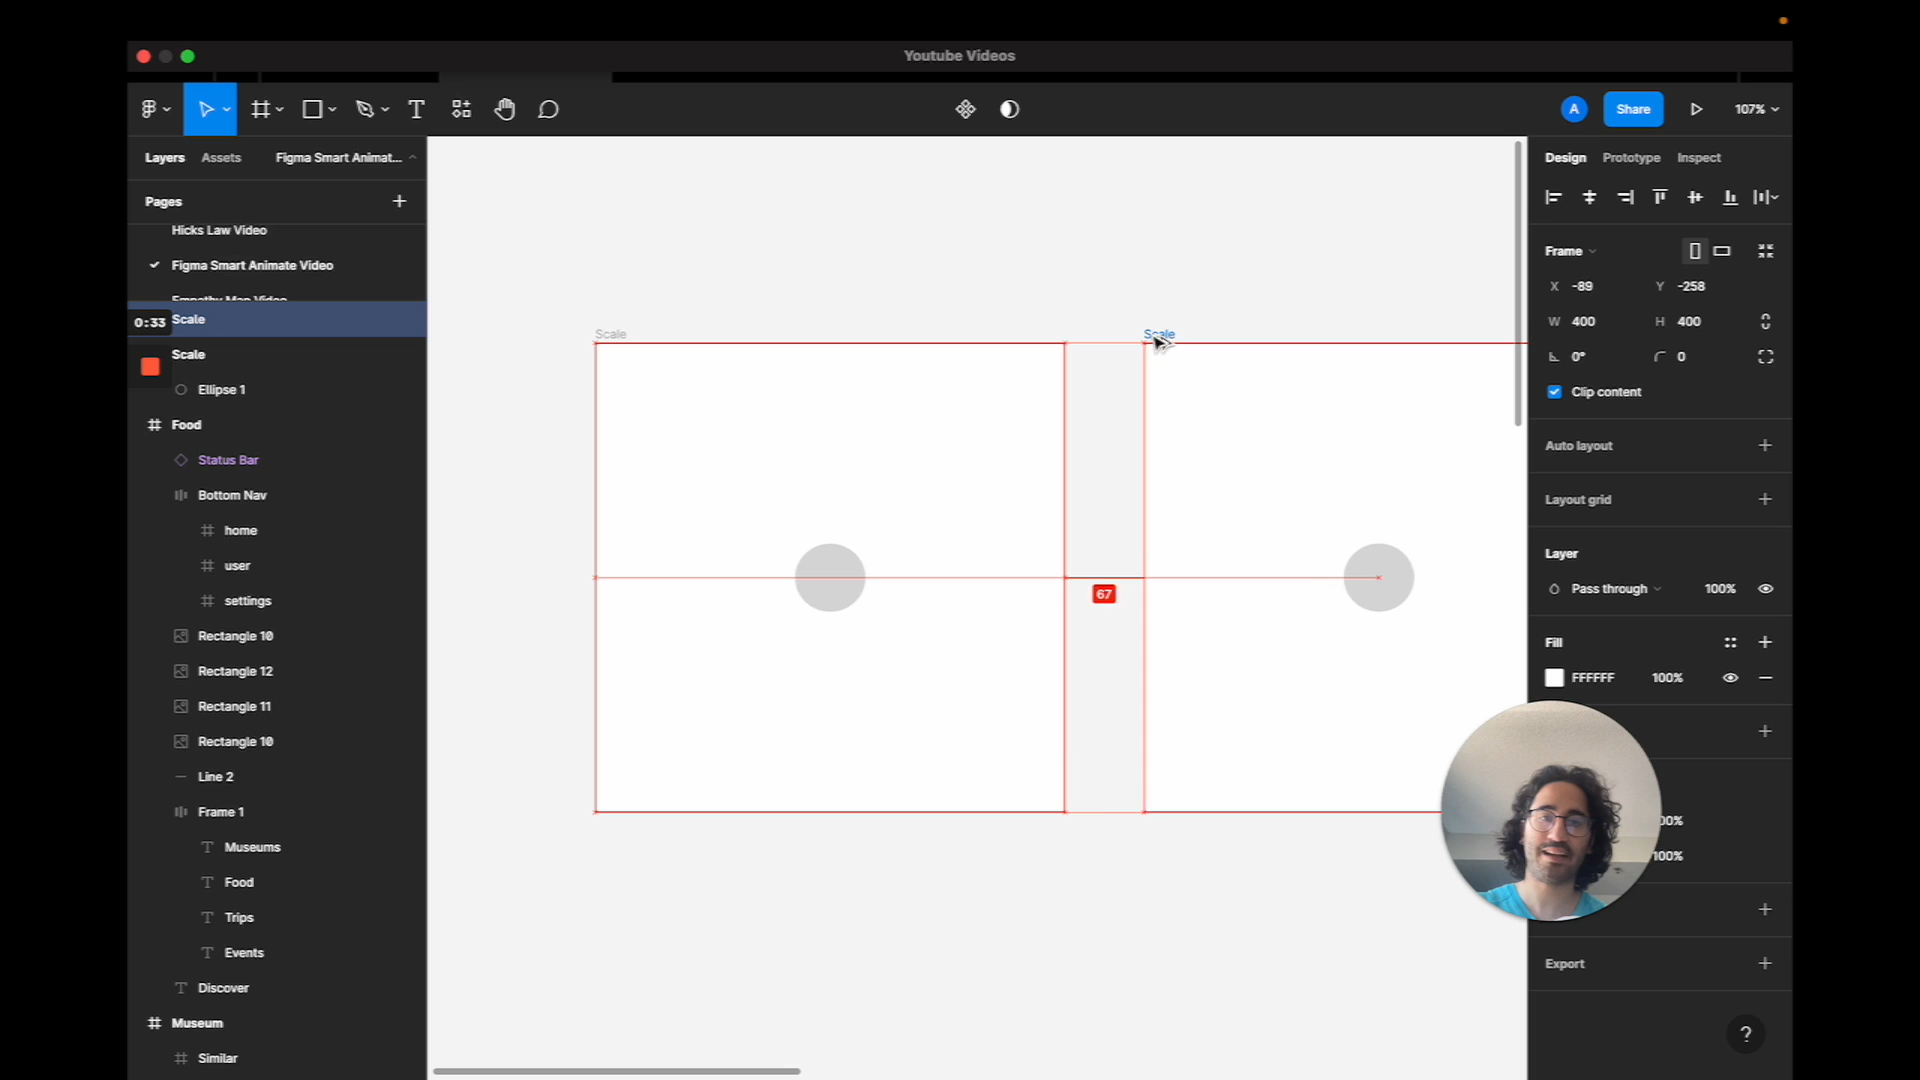 Youtube Videos
A
Share
107%
Layers
Assets
Figma Smart Animat...
Pages
Hicks Law Video
Figma Smart Animate Video
Empathy Map Video
Scale
0:33
Scale
Ellipse 1
Food
Status Bar
Bottom Nav
home
user
settings
Rectangle 10
Rectangle 12
Rectangle 11
Rectangle 10
Line 2
Frame 1
Museums
Food
Trips
Events
Discover
Museum
Similar
Scale
Scale
67
Design
Prototype
Inspect
Frame
X -89
Y -258
W 400
H 400
0°
0
Clip content
Auto layout
Layout grid
Layer
Pass through
100%
Fill
FFFFFF
100%
00%
100%
Export
?